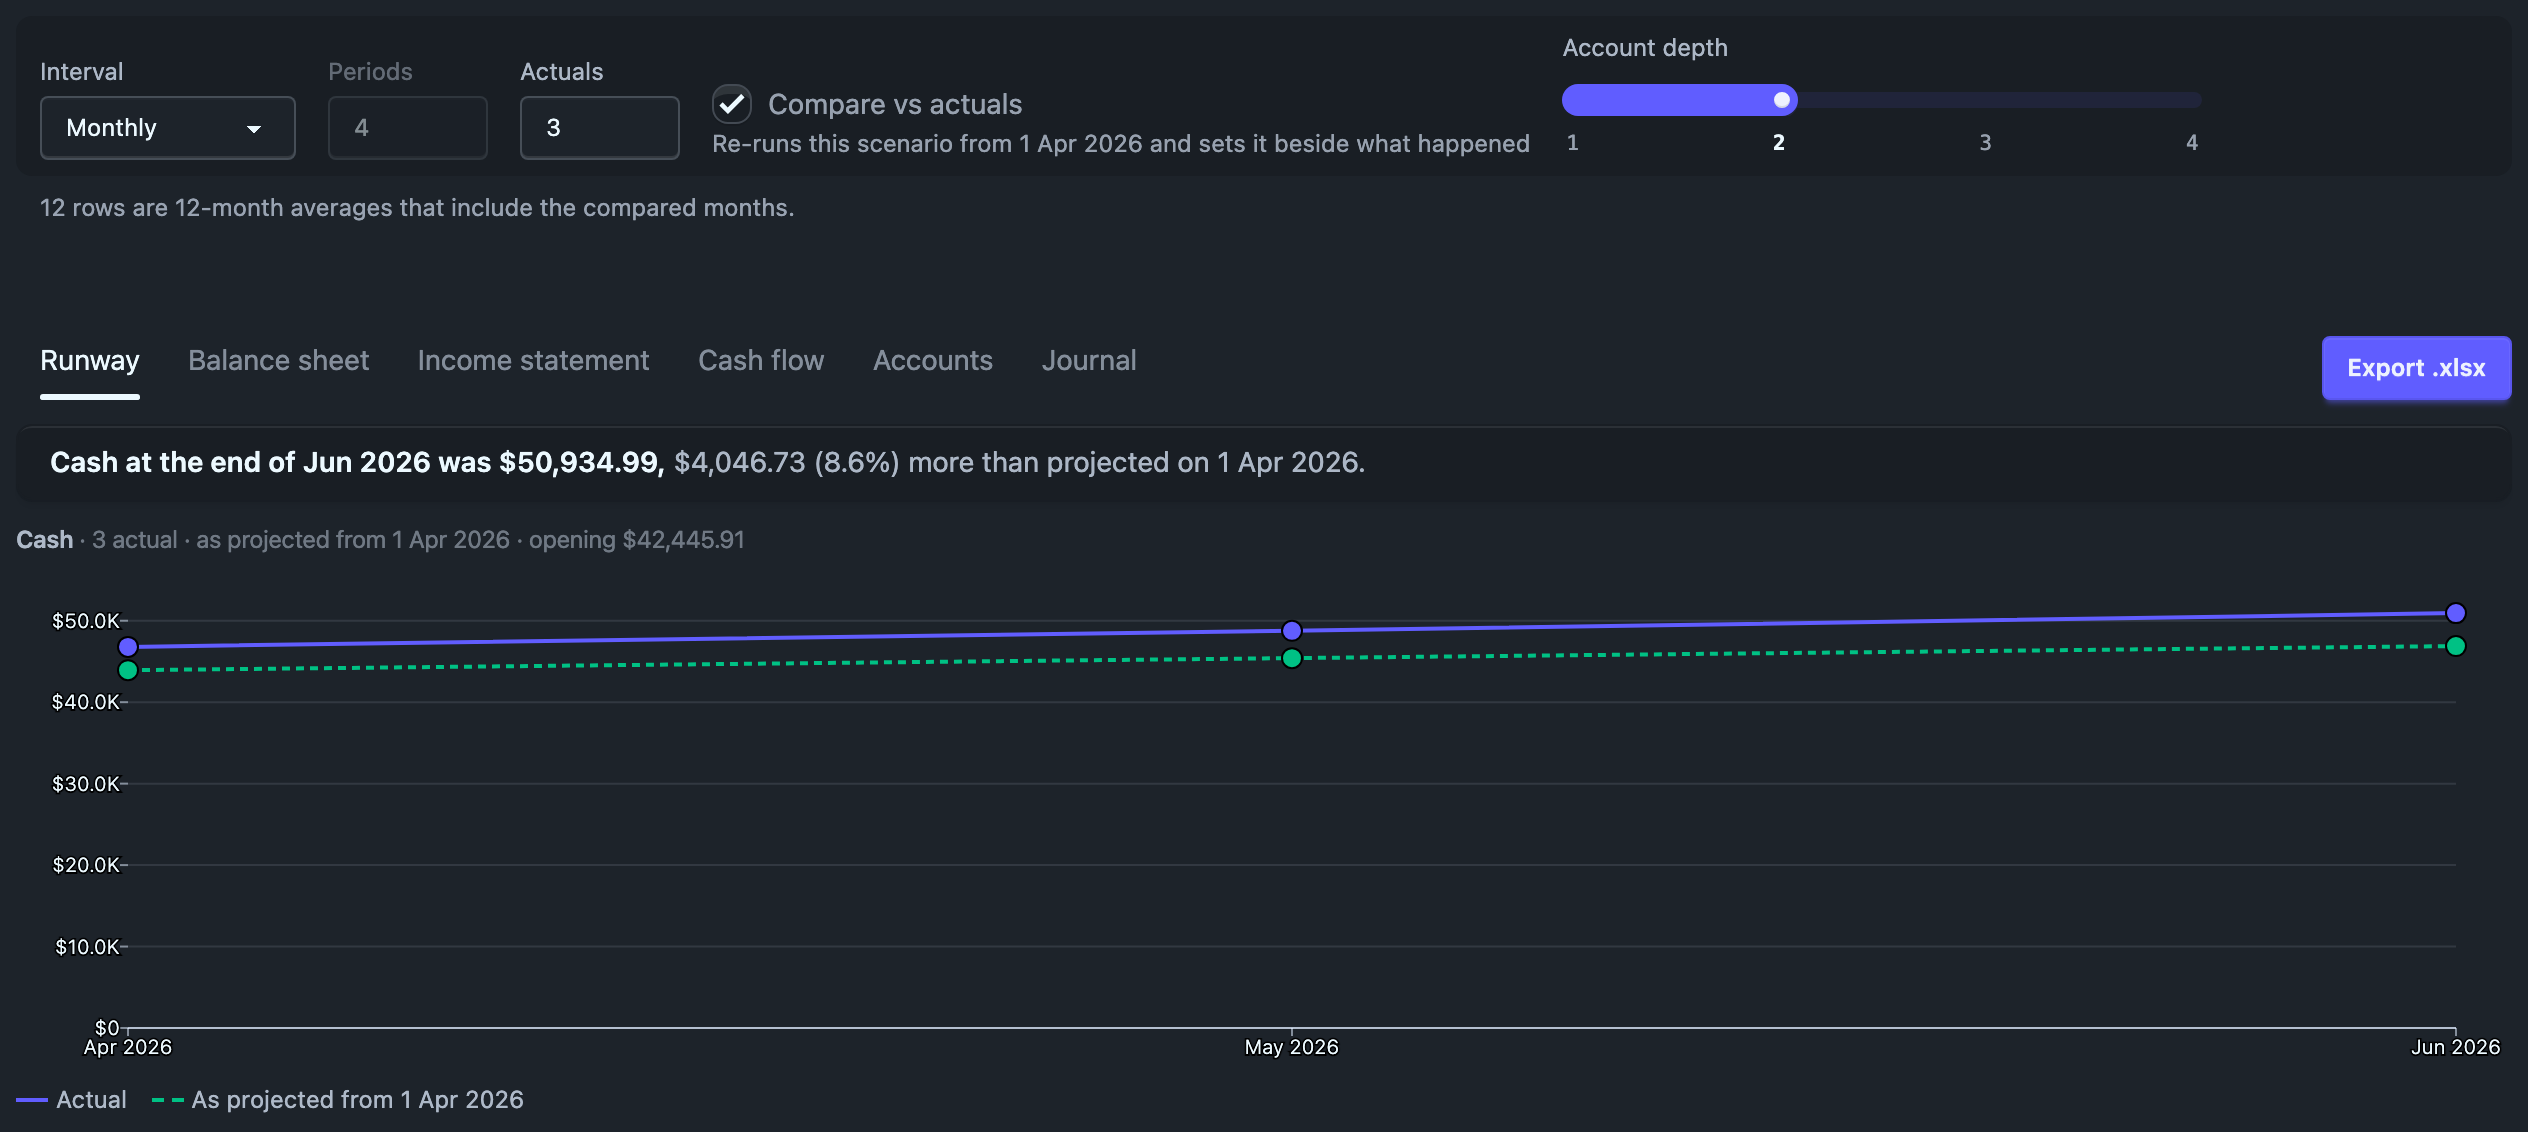 Interval
Periods
Actuals
Account depth
Monthly
4
3
Compare vs actuals
Re-runs this scenario from 1 Apr 2026 and sets it beside what happened
1 2 3 4
12 rows are 12-month averages that include the compared months.
Runway
Balance sheet
Income statement
Cash flow
Accounts
Journal
Export .xlsx
Cash at the end of Jun 2026 was $50,934.99, $4,046.73 (8.6%) more than projected on 1 Apr 2026.
Cash · 3 actual · as projected from 1 Apr 2026 · opening $42,445.91
$50.0K
$40.0K
$30.0K
$20.0K
$10.0K
$0
Apr 2026
May 2026
Jun 2026
Actual
As projected from 1 Apr 2026